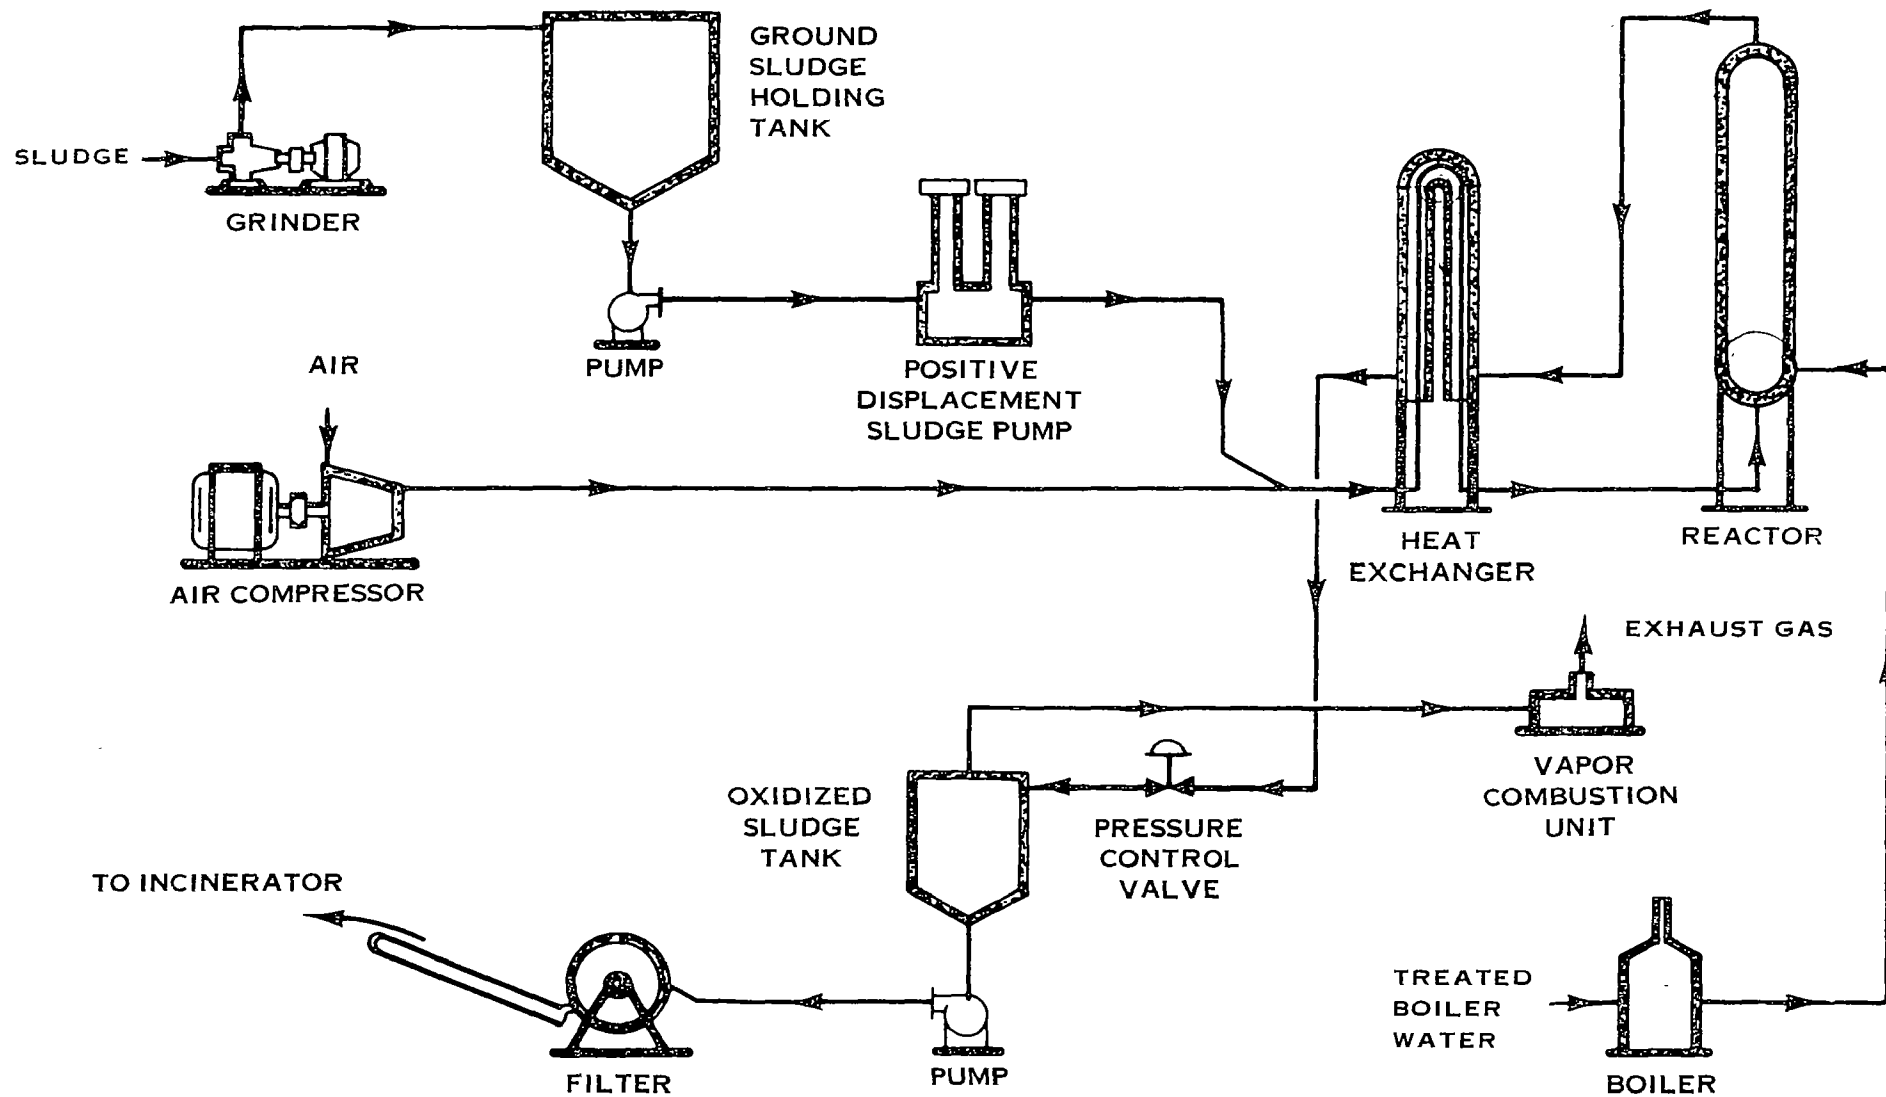 GROUND
SLUDGE
HOLDING
TANK
SLUDGE
GRINDER
PUMP
AIR
POSITIVE
DISPLACEMENT
SLUDGE PUMP
AIR COMPRESSOR
HEAT
EXCHANGER
REACTOR
EXHAUST GAS
VAPOR
COMBUSTION
UNIT
OXIDIZED
SLUDGE
TANK
PRESSURE
CONTROL
VALVE
TO INCINERATOR
FILTER
PUMP
TREATED
BOILER
WATER
BOILER